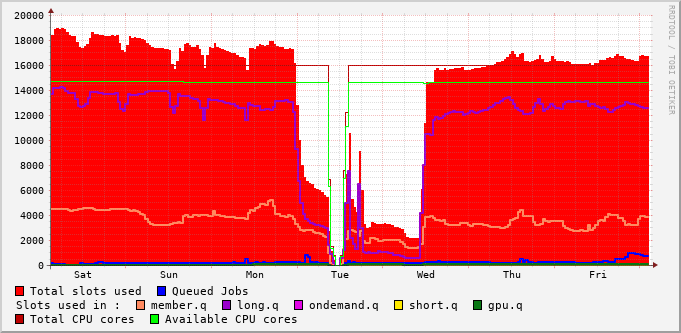 20000
18000
16000
14000
12000
10000
8000
6000
4000
2000
0
Sat Sun Mon Tue Wed Thu Fri
Total slots used Queued Jobs
Slots used in : member.q long.q ondemand.q short.q gpu.q
Total CPU cores Available CPU cores
RRDTOOL / TOBI OETIKER